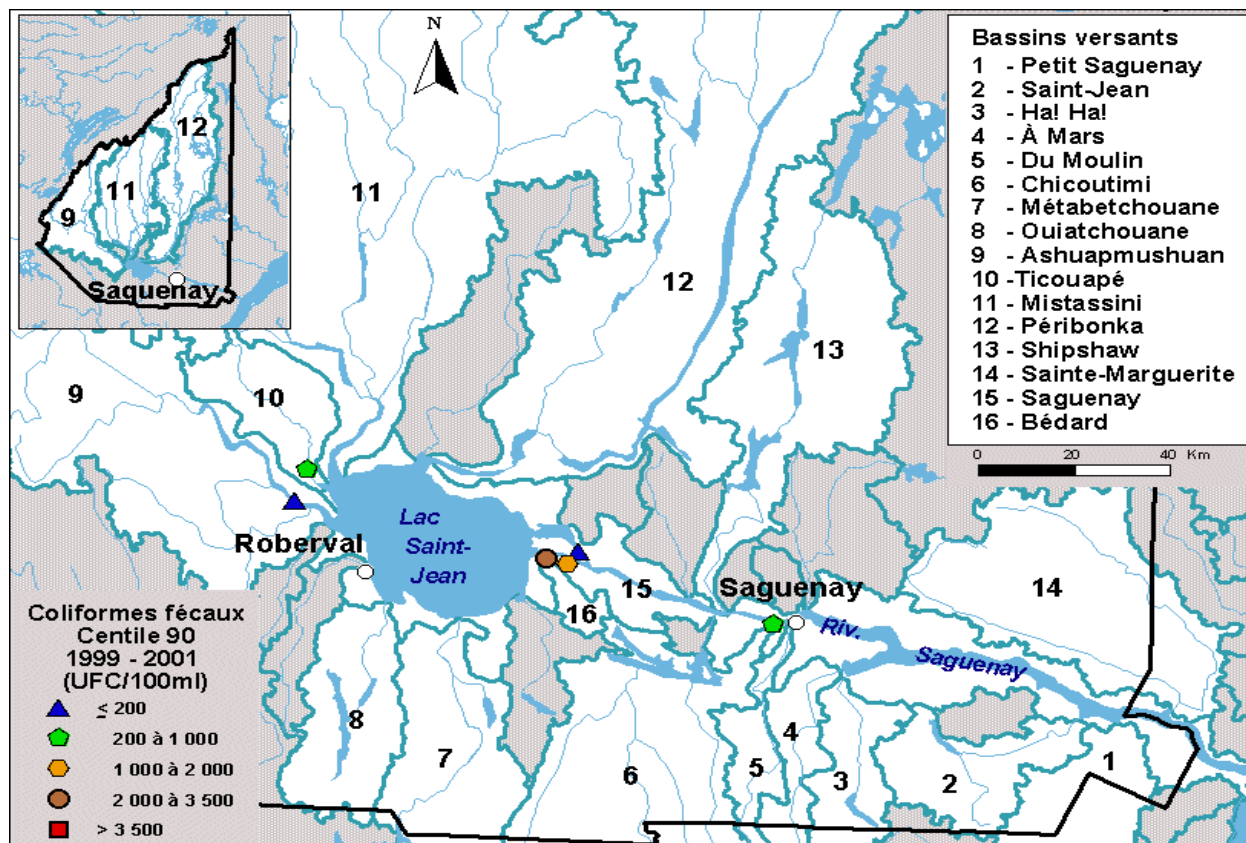 N
12
11
9
Saguenay
Bassins versants
1 - Petit Saguenay
2 - Saint-Jean
3 - Ha! Ha!
4 - À Mars
5 - Du Moulin
6 - Chicoutimi
7 - Métabetchouane
8 - Ouiatchouane
9 - Ashuapmushuan
10 - Ticouapé
11 - Mistassini
12 - Péribonka
13 - Shipshaw
14 - Sainte-Marguerite
15 - Saguenay
16 - Bédard
0 20 40 Km
11
12
13
9
10
Roberval
Lac
Saint-
Jean
15
16
Saguenay
14
Riv.
Saguenay
8
7
6
5
4
3
2
1
Coliformes fécaux
Centile 90
1999 - 2001
(UFC/100ml)
≤ 200
200 à 1 000
1 000 à 2 000
2 000 à 3 500
> 3 500